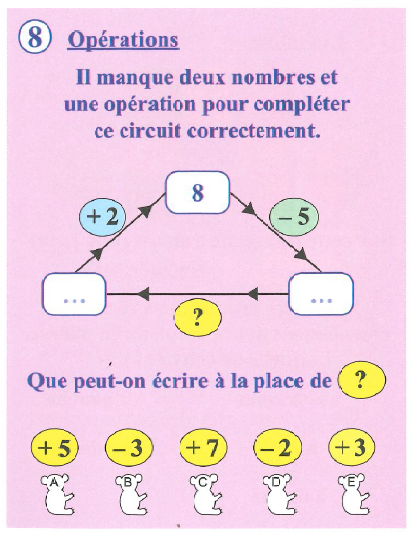 8 Opérations
Il manque deux nombres et
une opération pour compléter
ce circuit correctement.
8
+2
−5
...
...
?
Que peut-on écrire à la place de ?
+5 −3 +7 −2 +3
A B C D E